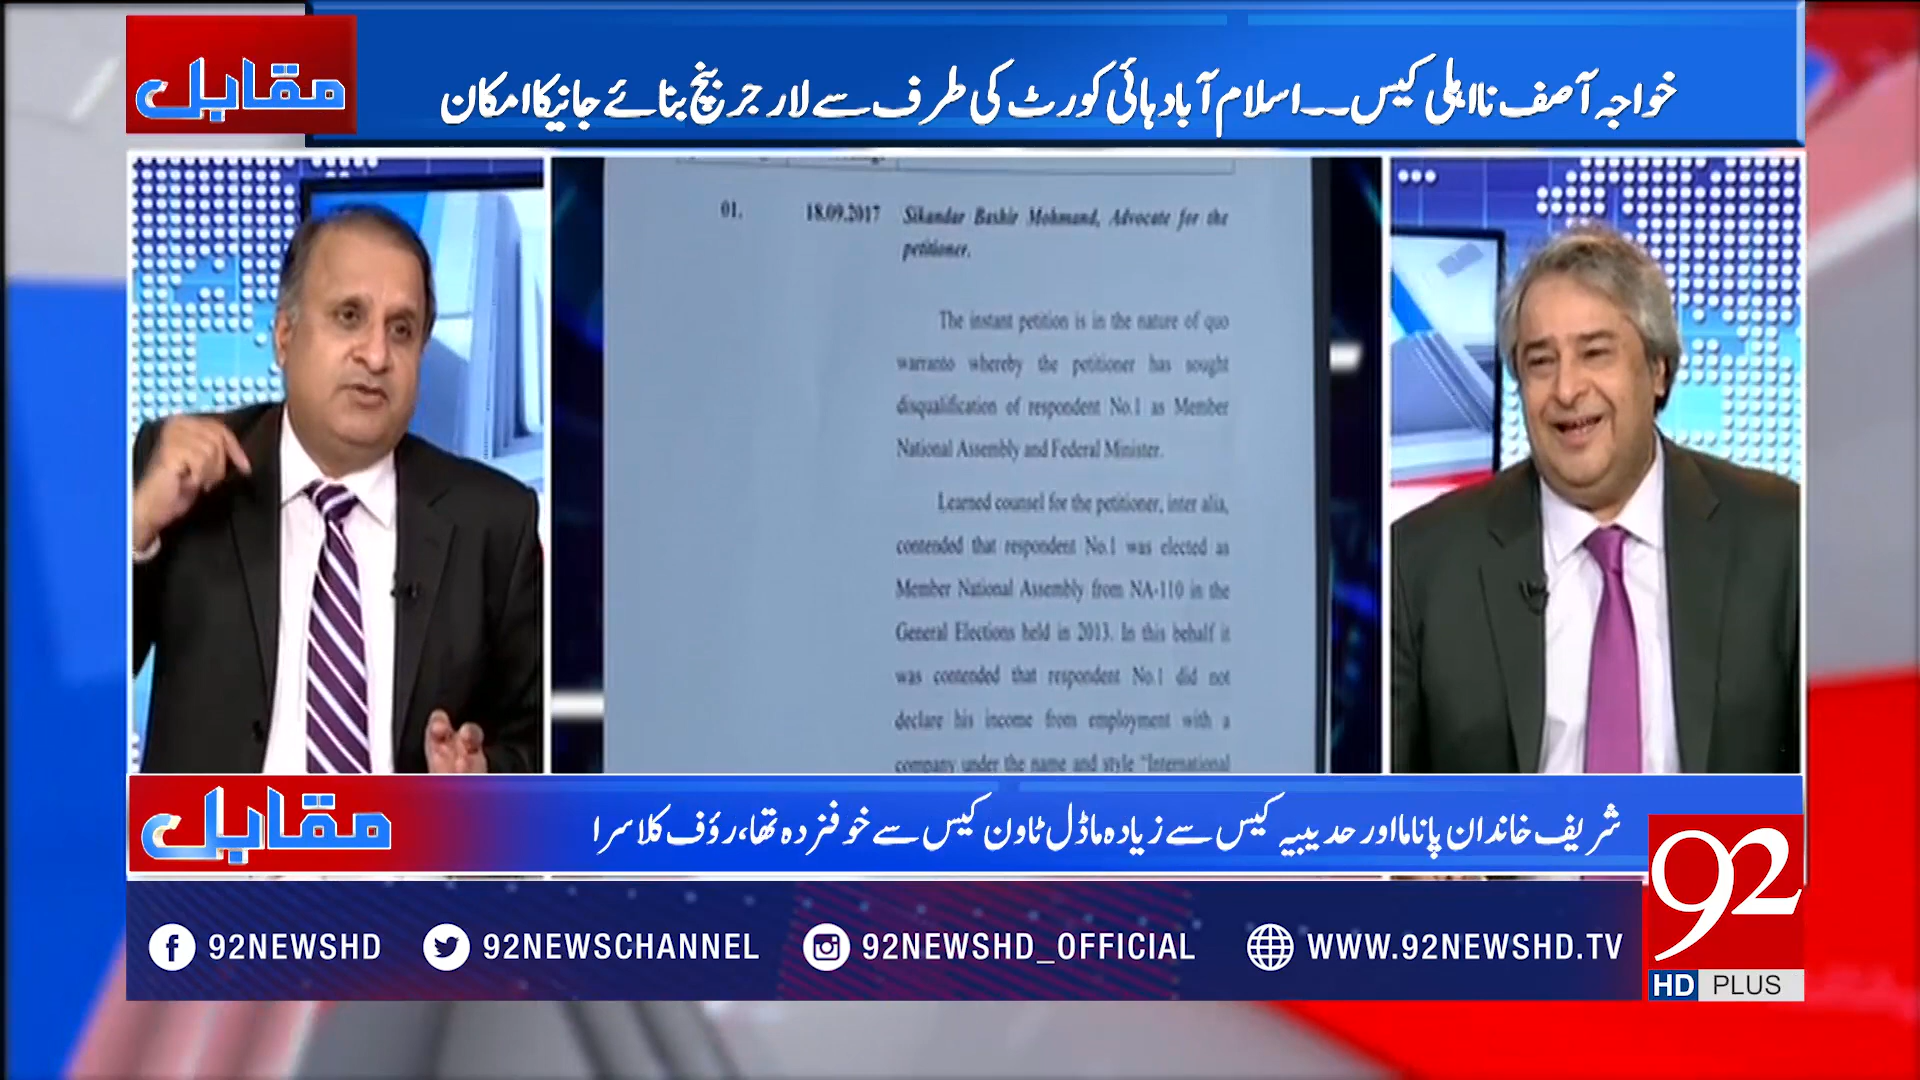 مقابل
خواجہ آصف نااہلی کیس۔۔۔ اسلام آباد ہائی کورٹ کی طرف سے لارجر بنچ بنائے جانیکا امکان
01. 18.09.2017 Sikandar Bashir Mohmand, Advocate for the
petitioner.
The instant petition is in the nature of quo
warranto whereby the petitioner has sought
disqualification of respondent No.1 as Member
National Assembly and Federal Minister.
Learned counsel for the petitioner, inter alia,
contended that respondent No.1 was elected as
Member National Assembly from NA-110 in the
General Elections held in 2013. In this behalf it
was contended that respondent No.1 did not
declare his income from employment with a
company under the name and style "International
مقابل
شریف خاندان پاناما اور حدیبیہ کیس سے زیادہ ماڈل ٹاون کیس سے خوفزدہ تھا، رؤف کلاسرا
92NEWSHD 92NEWSCHANNEL 92NEWSHD_OFFICIAL WWW.92NEWSHD.TV
92
HD PLUS